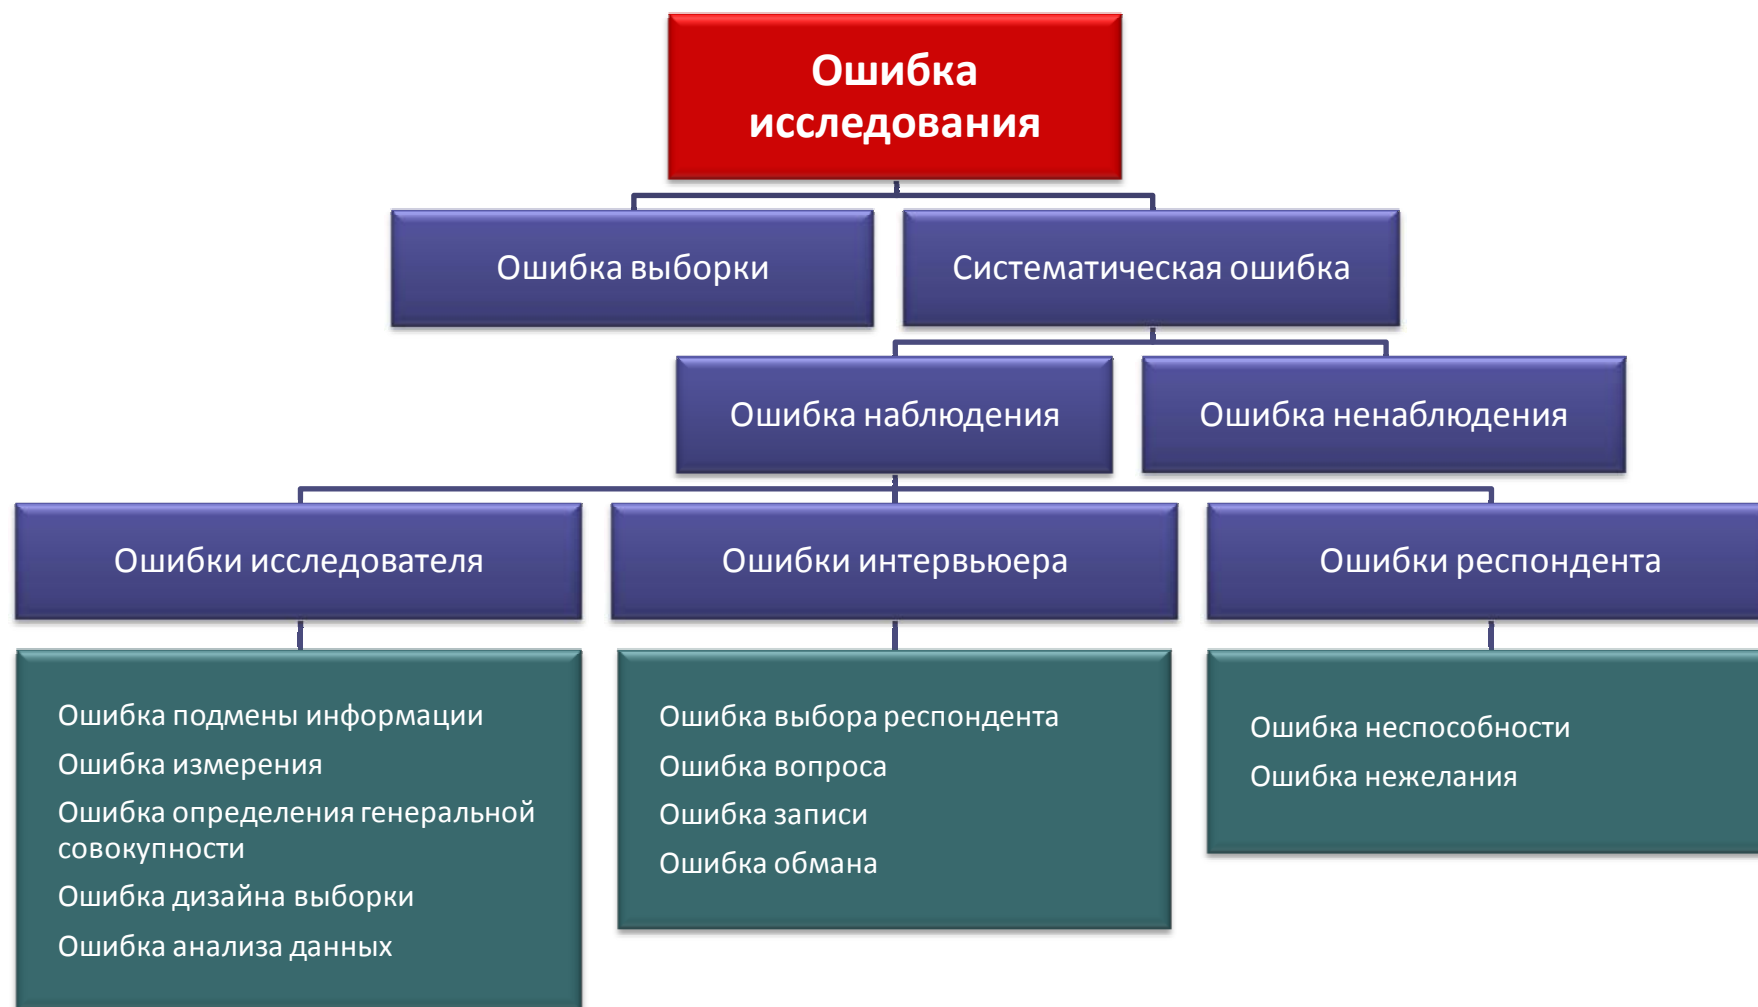 Ошибка
исследования
Ошибка выборки
Систематическая ошибка
Ошибка наблюдения
Ошибка ненаблюдения
Ошибки исследователя
Ошибки интервьюера
Ошибки респондента
Ошибка подмены информации
Ошибка измерения
Ошибка определения генеральной
совокупности
Ошибка дизайна выборки
Ошибка анализа данных
Ошибка выбора респондента
Ошибка вопроса
Ошибка записи
Ошибка обмана
Ошибка неспособности
Ошибка нежелания